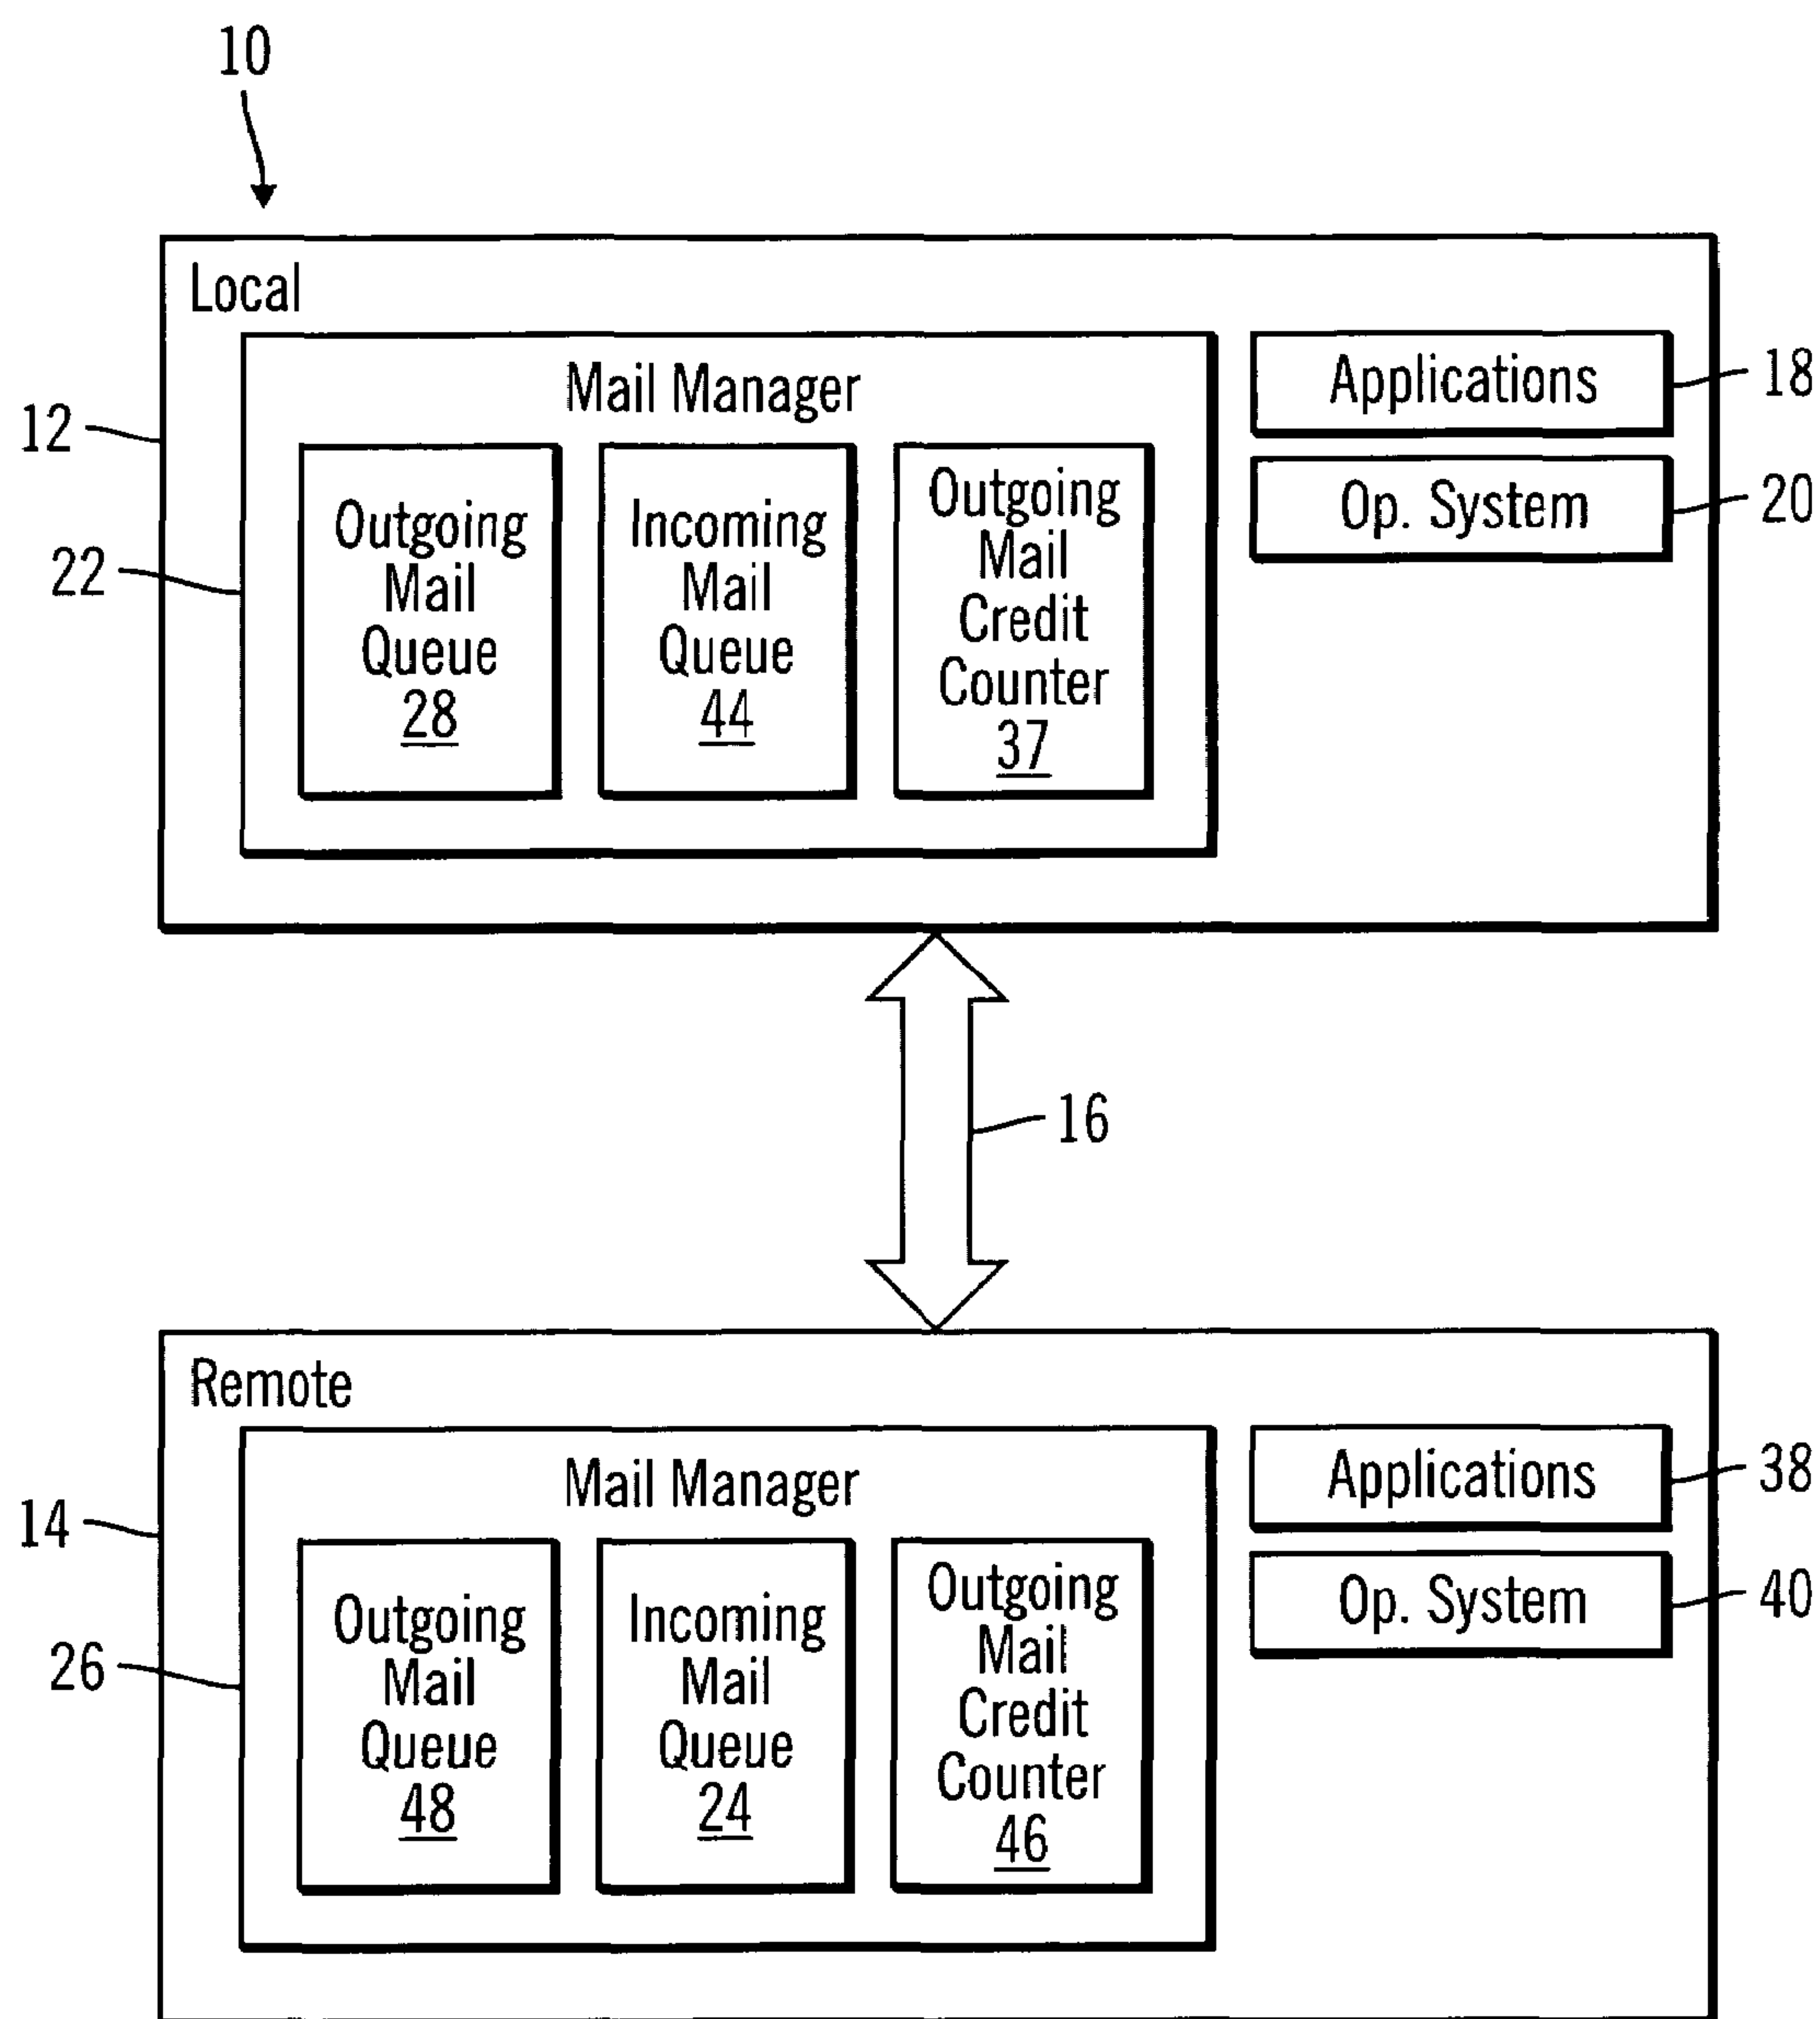 10
Local
Mail Manager
Applications
18
12
Op. System
20
Outgoing
Mail
Queue
28
Incoming
Mail
Queue
44
Outgoing
Mail
Credit
Counter
37
22
16
Remote
Mail Manager
Applications
38
14
Op. System
40
Outgoing
Mail
Queue
48
Incoming
Mail
Queue
24
Outgoing
Mail
Credit
Counter
46
26